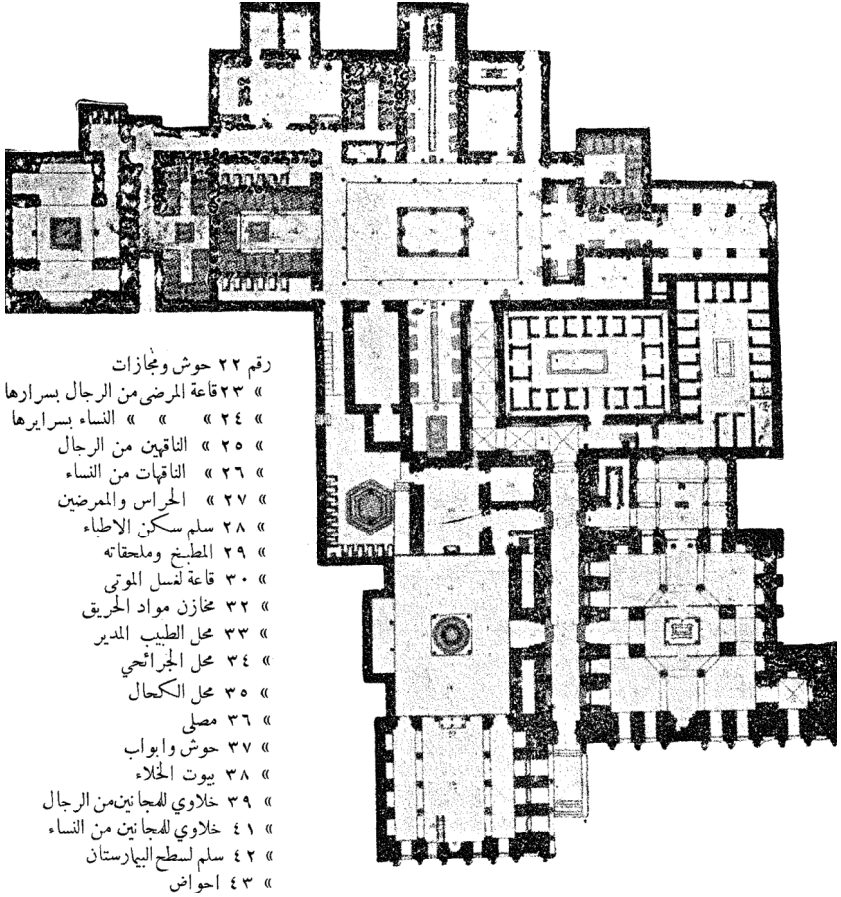 رقم ٢٢ حوش ومجازات
» ٢٣ قاعة المرضى من الرجال بسرارها
» ٢٤ » » » النساء بسرايرها
» ٢٥ » الناقهين من الرجال
» ٢٦ » الناقهات من النساء
» ٢٧ » الحراس والممرضين
» ٢٨ سلم سكن الاطباء
» ٢٩ المطبخ وملحقاته
» ٣٠ قاعة لغسل الموتى
» ٣٢ مخازن مواد الحريق
» ٣٣ محل الطبيب المدير
» ٣٤ محل الجرائحي
» ٣٥ محل الكحال
» ٣٦ مصلى
» ٣٧ حوش وابواب
» ٣٨ بيوت الخلاء
» ٣٩ خلاوي للمجانين من الرجال
» ٤١ خلاوي للمجانين من النساء
» ٤٢ سلم لسطح البيمارستان
» ٤٣ احواض